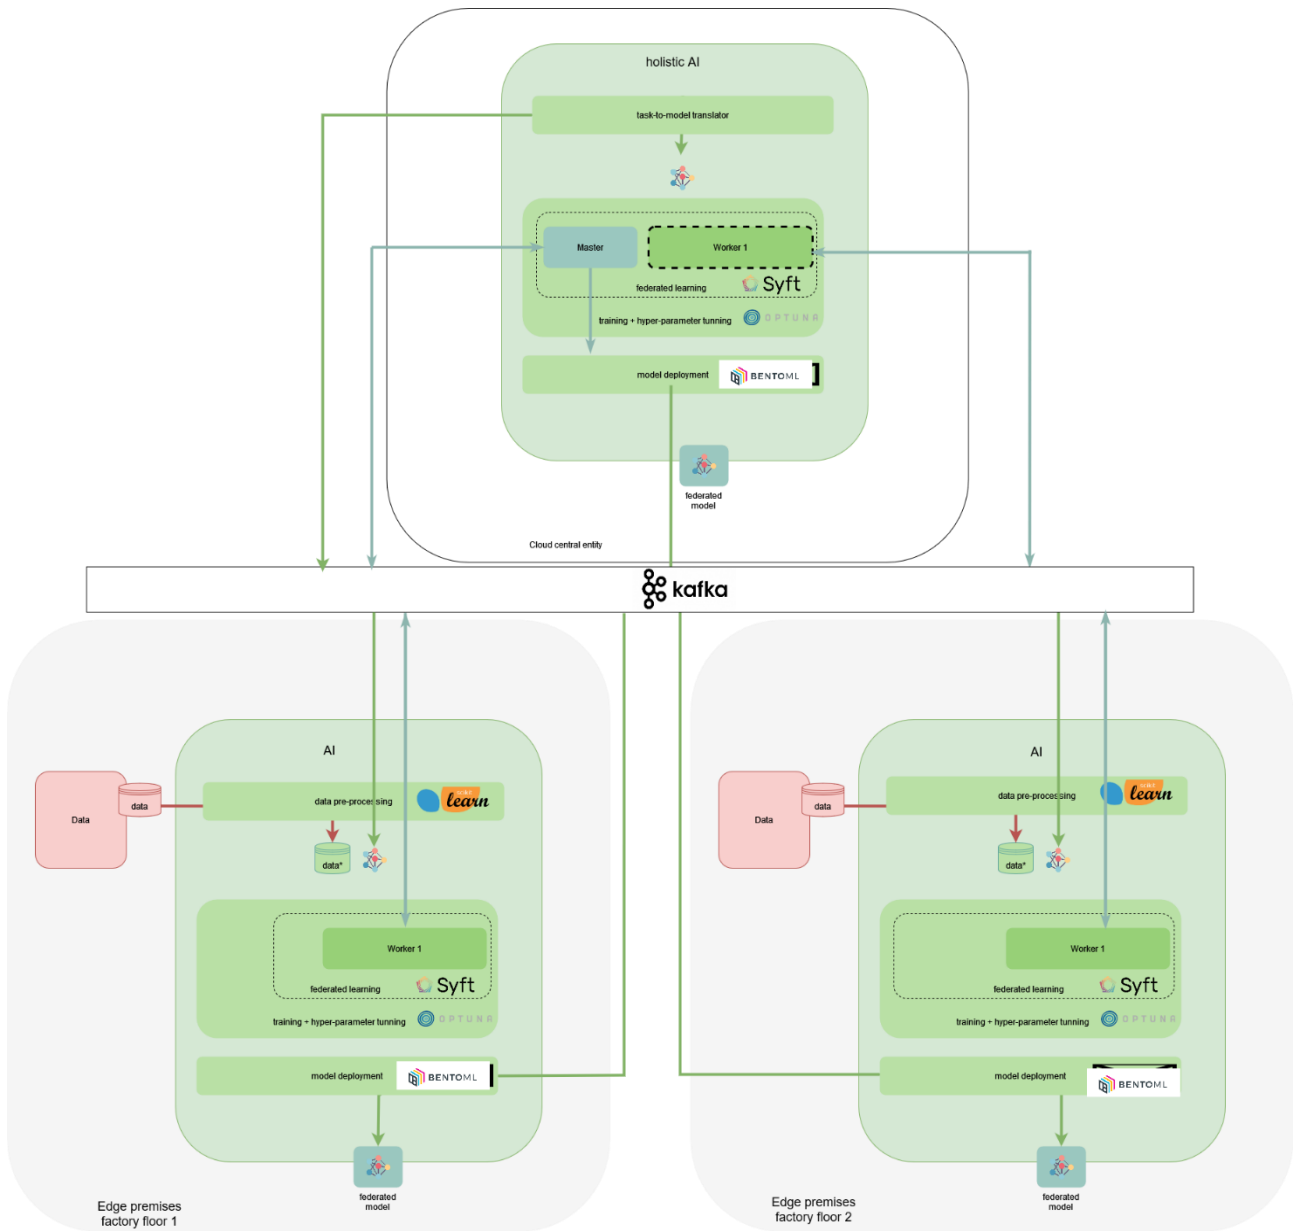 holistic AI
task-to-model translator
Master
Worker 1
federated learning
Syft
training + hyper-parameter tunning
OPTUNA
model deployment
BENTOML
federated
model
Cloud central entity
kafka
AI
Data
data
data pre-processing
scikit
learn
data*
Worker 1
federated learning
Syft
training + hyper-parameter tunning
OPTUNA
model deployment
BENTOML
federated
model
Edge premises
factory floor 1
AI
Data
data
data pre-processing
scikit
learn
data*
Worker 1
federated learning
Syft
training + hyper-parameter tunning
OPTUNA
model deployment
BENTOML
federated
model
Edge premises
factory floor 2